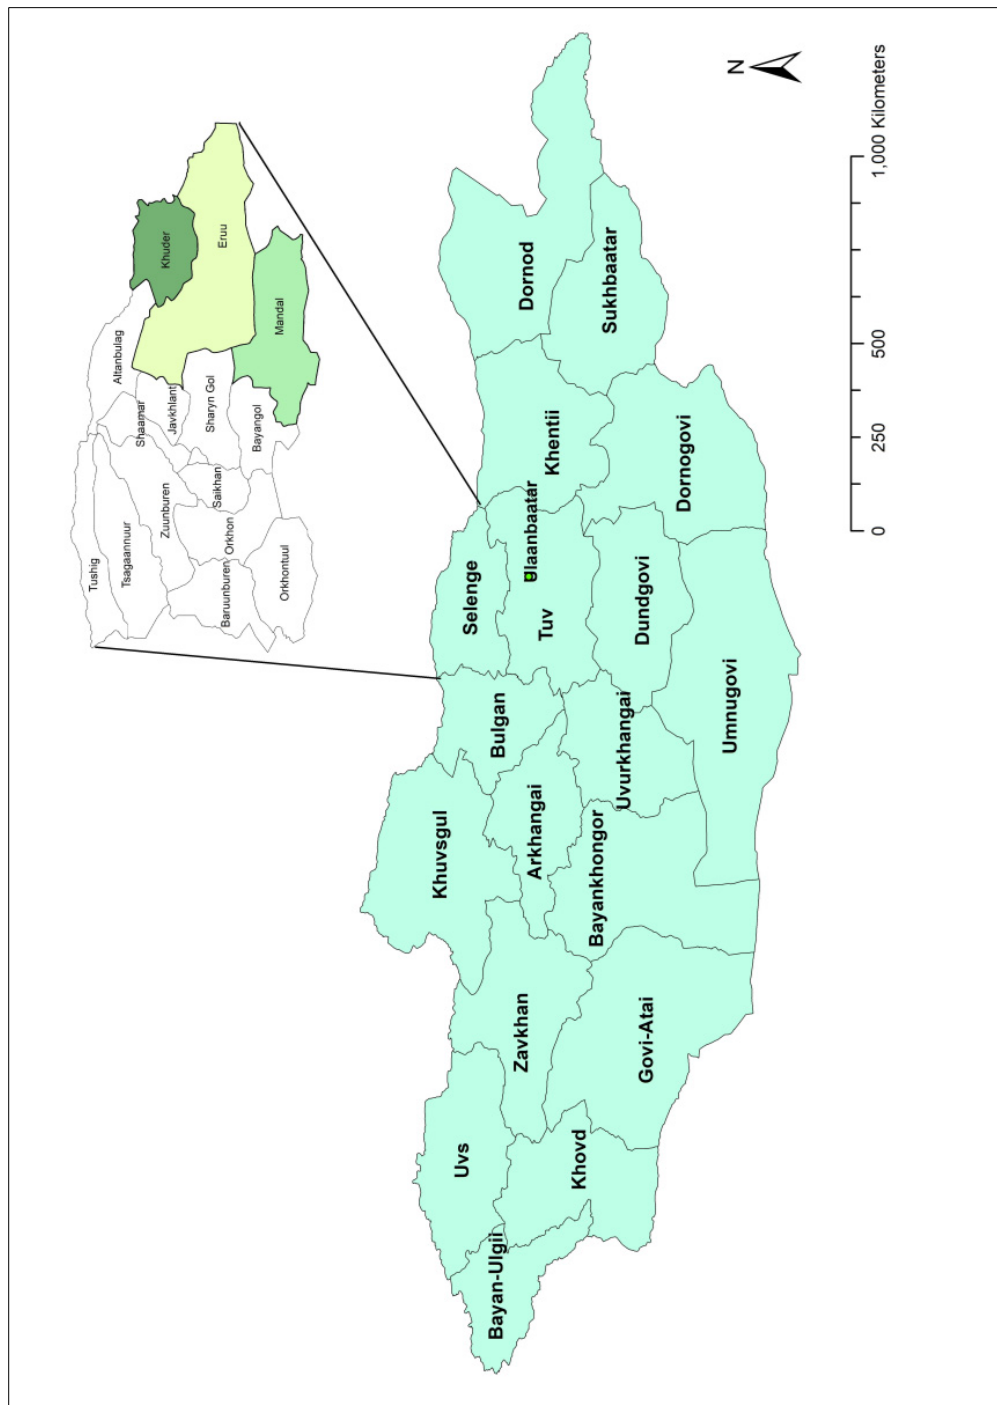 Tushig
Tsagaannuur
Zuunburen
Altanbulag
Shaamar
Javkhlant
Khuder
Eruu
Sharyn Gol
Mandal
Bayangol
Saikhan
Orkhon
Baruunburen
Orkhontuul
N
Bayan-Ulgii
Uvs
Khovd
Zavkhan
Govi-Atai
Khuvsgul
Arkhangai
Bayankhongor
Bulgan
Uvurkhangai
Selenge
Tuv
Ulaanbaatar
Dundgovi
Umnugovi
Khentii
Dornogovi
Dornod
Sukhbaatar
0 250 500 1,000 Kilometers